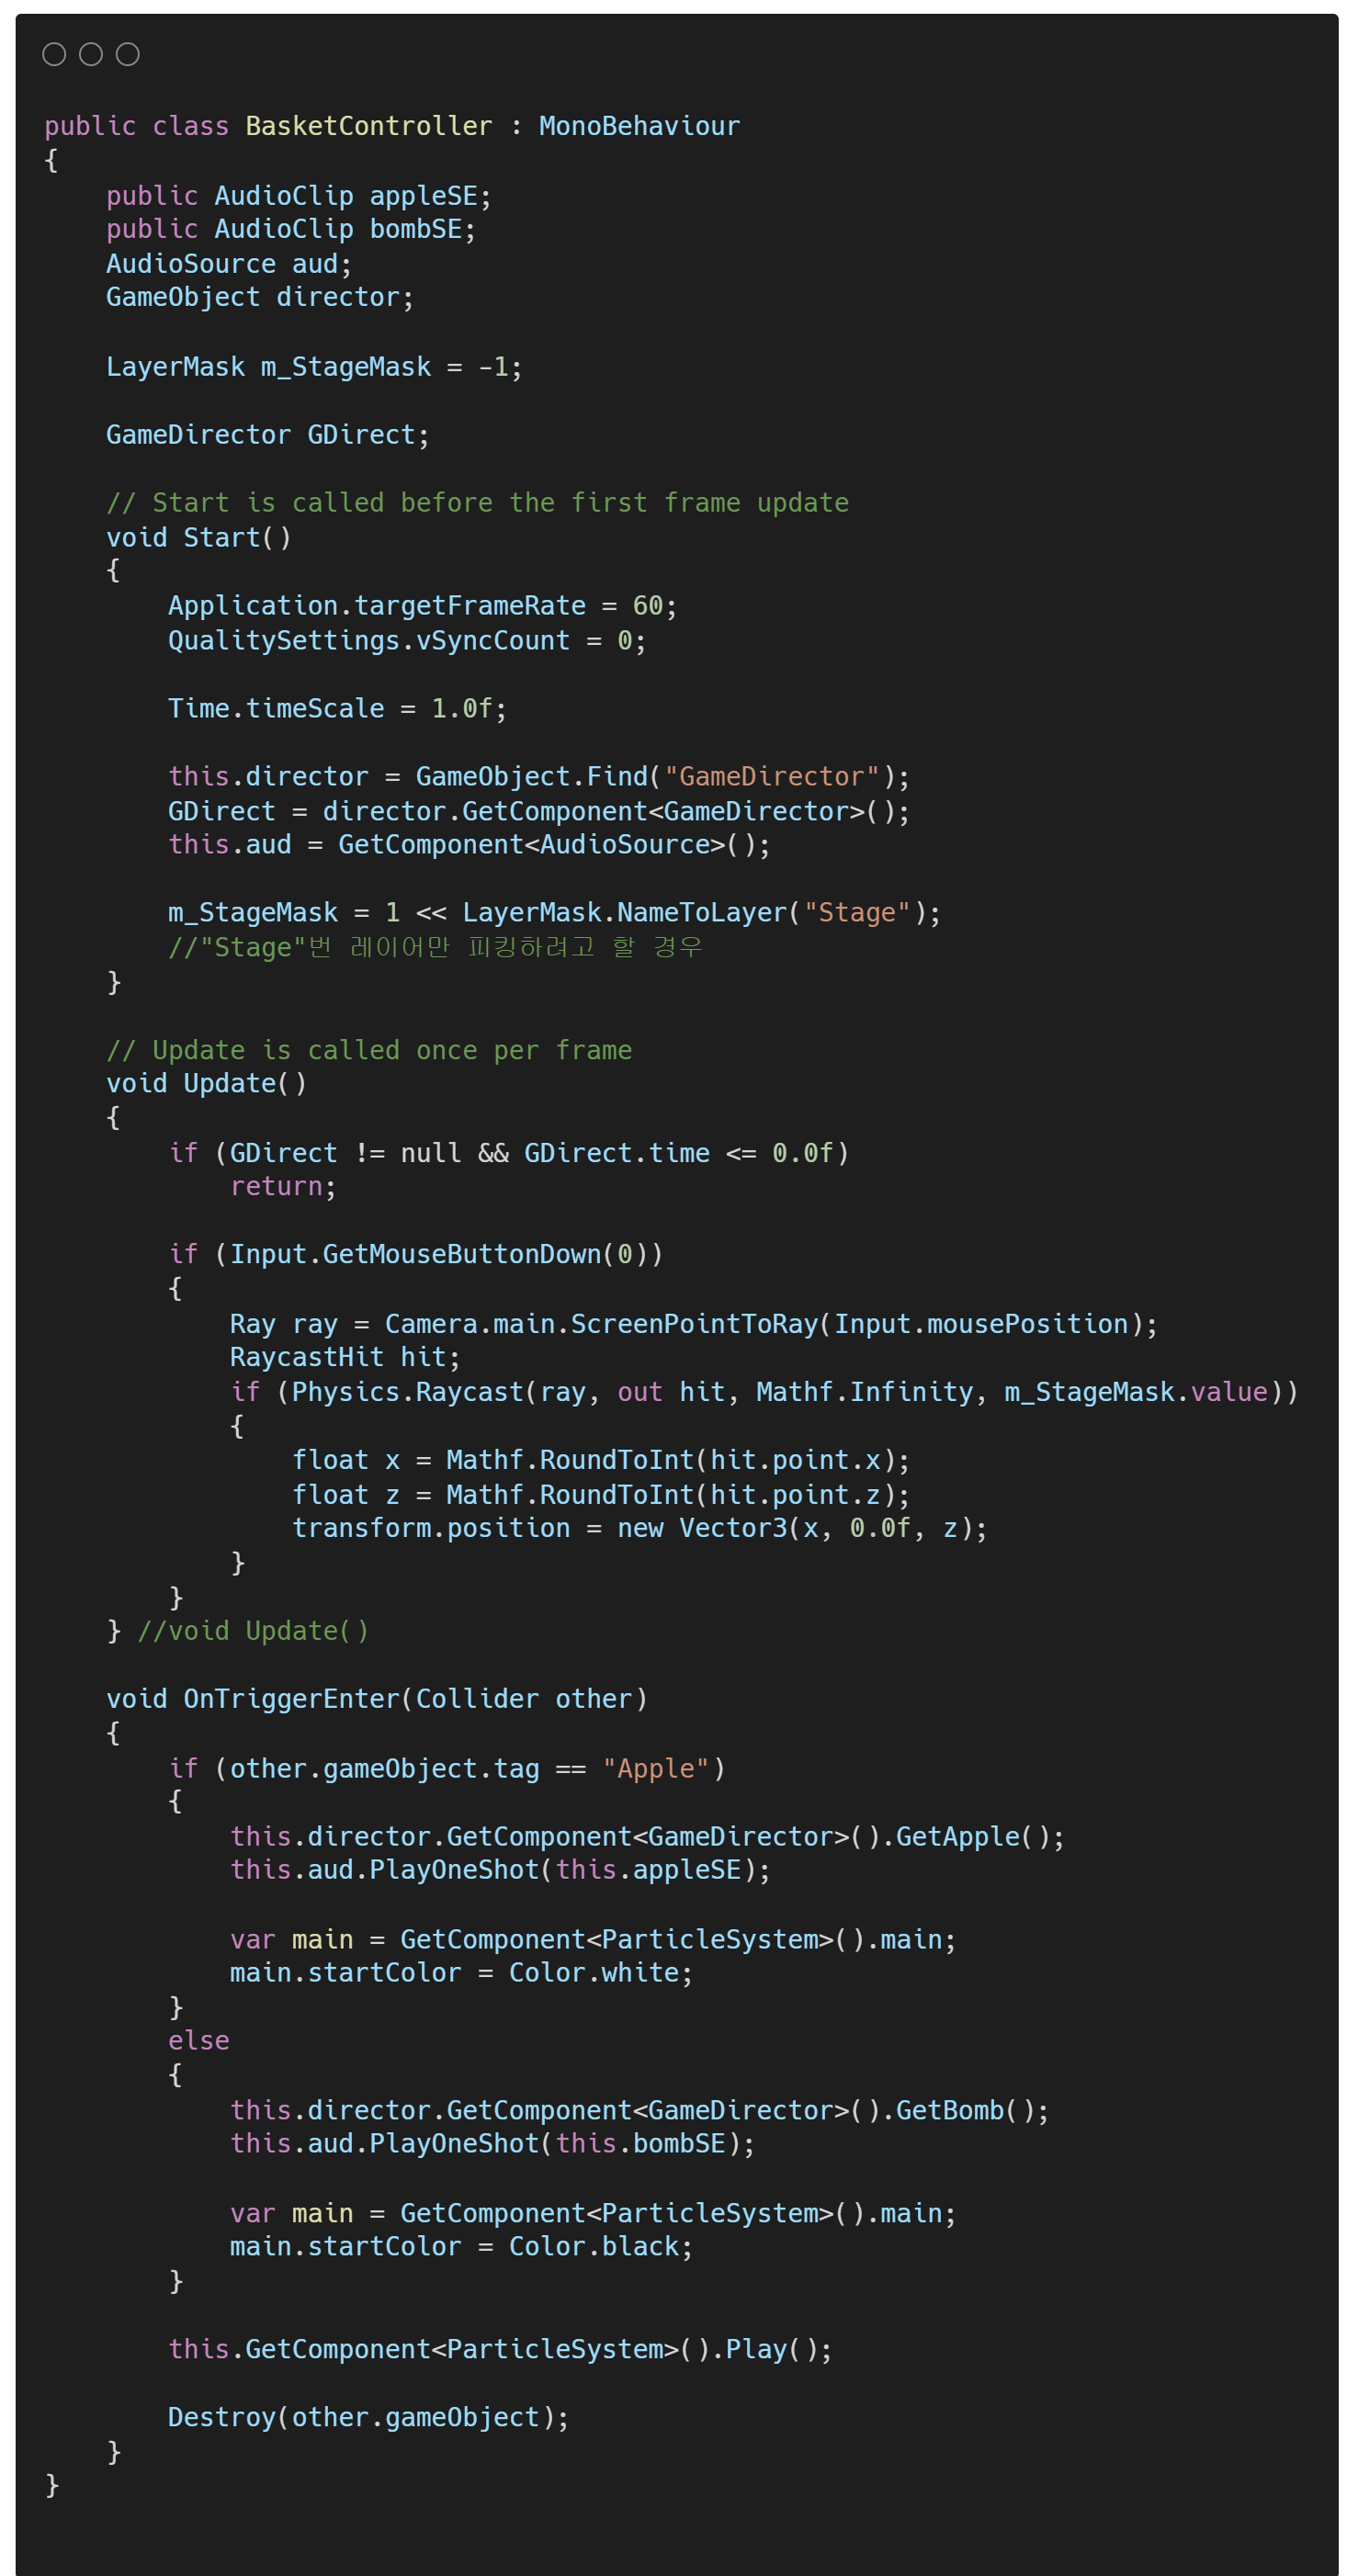 public class BasketController : MonoBehaviour
{
    public AudioClip appleSE;
    public AudioClip bombSE;
    AudioSource aud;
    GameObject director;

    LayerMask m_StageMask = -1;

    GameDirector GDirect;

    // Start is called before the first frame update
    void Start()
    {
        Application.targetFrameRate = 60;
        QualitySettings.vSyncCount = 0;

        Time.timeScale = 1.0f;

        this.director = GameObject.Find("GameDirector");
        GDirect = director.GetComponent<GameDirector>();
        this.aud = GetComponent<AudioSource>();

        m_StageMask = 1 << LayerMask.NameToLayer("Stage");
        //"Stage"번 레이어만 피킹하려고 할 경우
    }

    // Update is called once per frame
    void Update()
    {
        if (GDirect != null && GDirect.time <= 0.0f)
            return;

        if (Input.GetMouseButtonDown(0))
        {
            Ray ray = Camera.main.ScreenPointToRay(Input.mousePosition);
            RaycastHit hit;
            if (Physics.Raycast(ray, out hit, Mathf.Infinity, m_StageMask.value))
            {
                float x = Mathf.RoundToInt(hit.point.x);
                float z = Mathf.RoundToInt(hit.point.z);
                transform.position = new Vector3(x, 0.0f, z);
            }
        }
    } //void Update()

    void OnTriggerEnter(Collider other)
    {
        if (other.gameObject.tag == "Apple")
        {
            this.director.GetComponent<GameDirector>().GetApple();
            this.aud.PlayOneShot(this.appleSE);

            var main = GetComponent<ParticleSystem>().main;
            main.startColor = Color.white;
        }
        else
        {
            this.director.GetComponent<GameDirector>().GetBomb();
            this.aud.PlayOneShot(this.bombSE);

            var main = GetComponent<ParticleSystem>().main;
            main.startColor = Color.black;
        }

        this.GetComponent<ParticleSystem>().Play();

        Destroy(other.gameObject);
    }
}